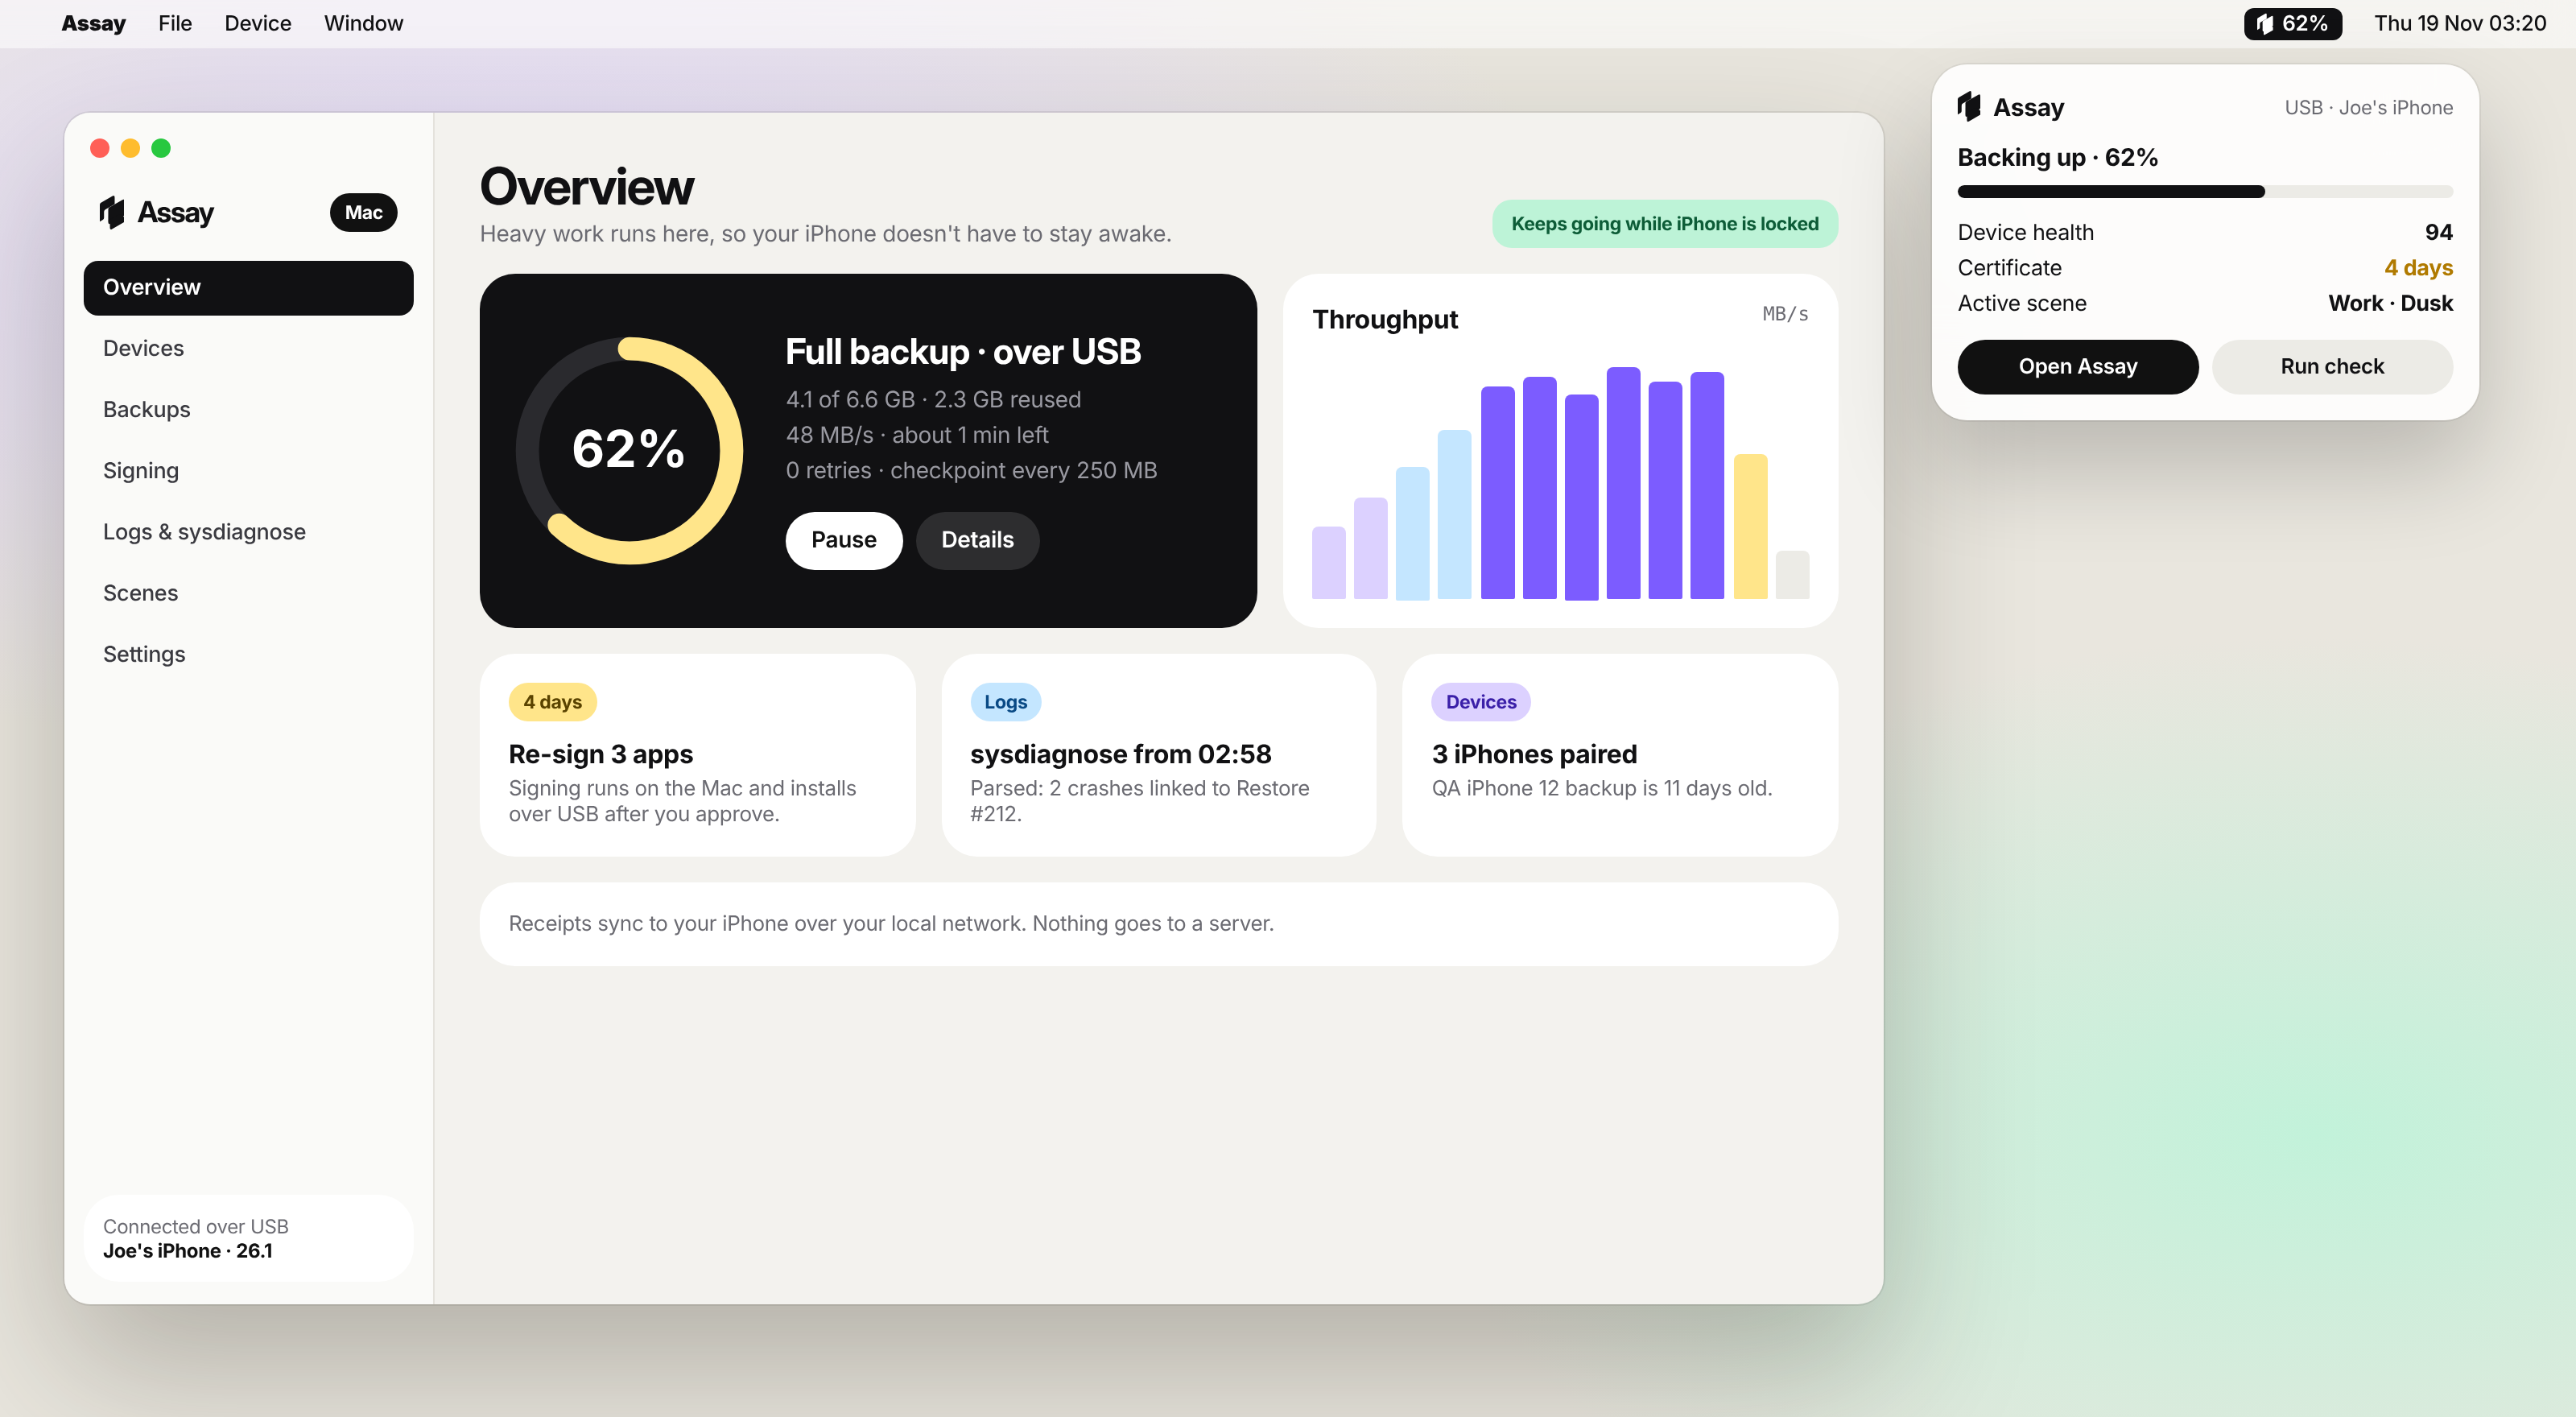 Assay File Device Window 62% Thu 19 Nov 03:20
Assay Mac
Overview
Devices
Backups
Signing
Logs & sysdiagnose
Scenes
Settings
Connected over USB
Joe's iPhone · 26.1
Overview
Heavy work runs here, so your iPhone doesn't have to stay awake.
Keeps going while iPhone is locked
62%
Full backup · over USB
4.1 of 6.6 GB · 2.3 GB reused
48 MB/s · about 1 min left
0 retries · checkpoint every 250 MB
Pause Details
Throughput MB/s
4 days
Re-sign 3 apps
Signing runs on the Mac and installs
over USB after you approve.
Logs
sysdiagnose from 02:58
Parsed: 2 crashes linked to Restore
#212.
Devices
3 iPhones paired
QA iPhone 12 backup is 11 days old.
Receipts sync to your iPhone over your local network. Nothing goes to a server.
Assay USB · Joe's iPhone
Backing up · 62%
Device health 94
Certificate 4 days
Active scene Work · Dusk
Open Assay Run check